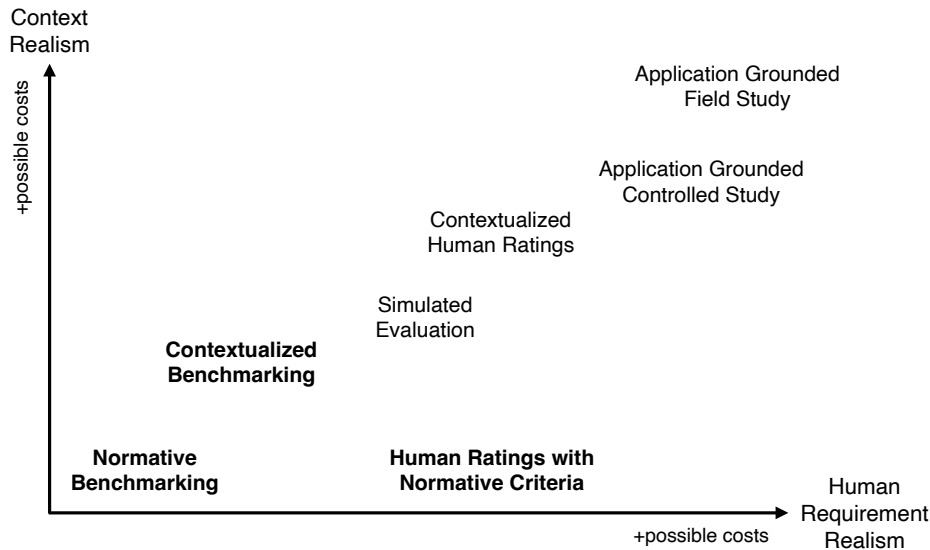 Context
Realism
+possible costs
Application Grounded
Field Study
Application Grounded
Controlled Study
Contextualized
Human Ratings
Simulated
Evaluation
Contextualized
Benchmarking
Normative
Benchmarking
Human Ratings with
Normative Criteria
Human
Requirement
Realism
+possible costs